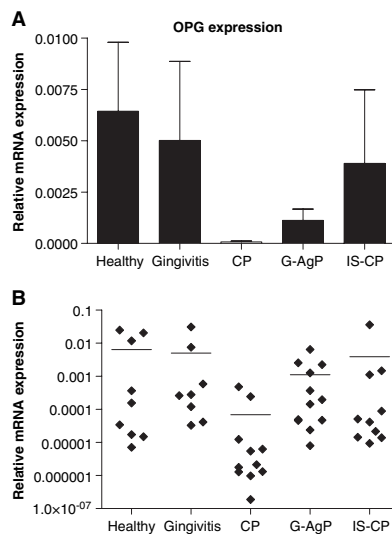 A
OPG expression
Relative mRNA expression
0.0100
0.0075
0.0050
0.0025
0.0000
Healthy Gingivitis CP G-AgP IS-CP
B
Relative mRNA expression
0.1
0.01
0.001
0.0001
0.00001
0.000001
1.0×10⁻⁰⁷
Healthy Gingivitis CP G-AgP IS-CP